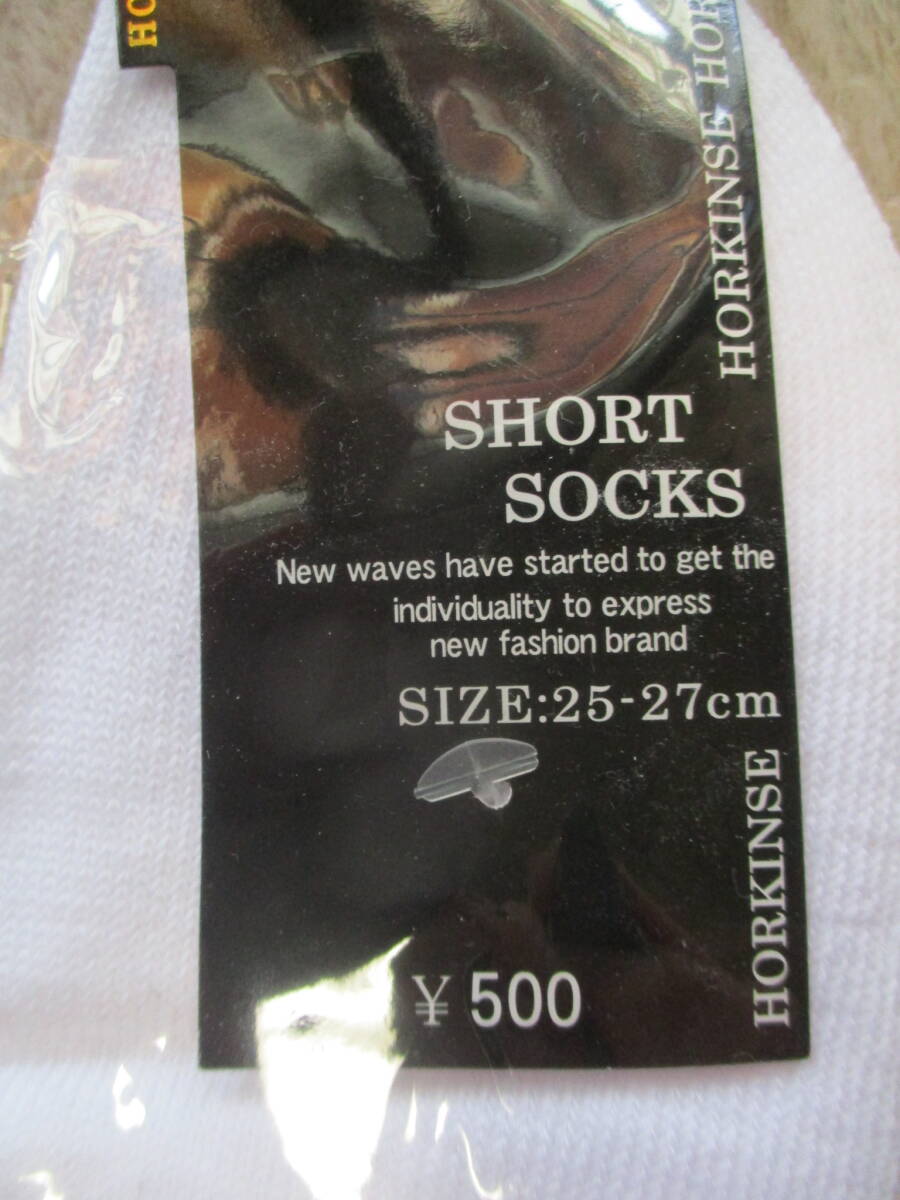 HO
HORKINSE HOR
SHORT
SOCKS
New waves have started to get the
individuality to express
new fashion brand
SIZE:25-27cm
HORKINSE
¥ 500